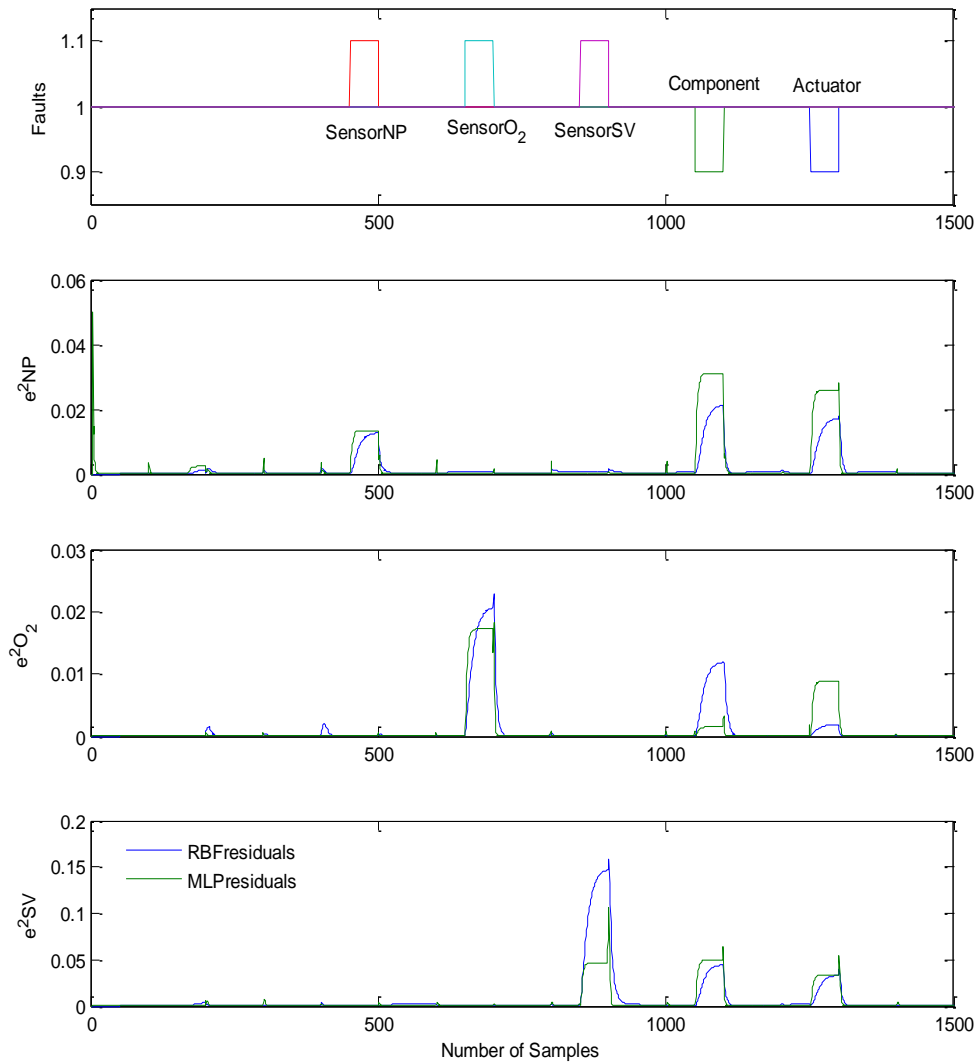 1.1
1
0.9
Faults
Component
Actuator
SensorNP
SensorO2
SensorSV
0
500
1000
1500
0.06
0.04
0.02
0
e2NP
0
500
1000
1500
0.03
0.02
0.01
0
e2O2
0
500
1000
1500
0.2
0.15
0.1
0.05
0
e2SV
RBFresiduals
MLPresiduals
0
500
1000
1500
Number of Samples